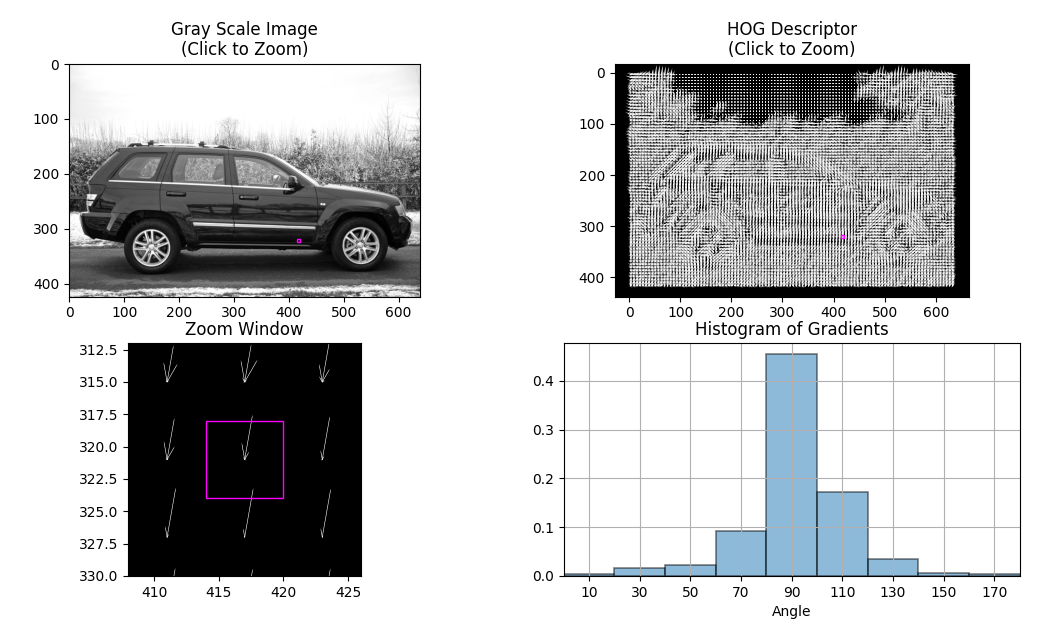 Gray Scale Image
(Click to Zoom)
0
100
200
300
400
0 100 200 300 400 500 600
HOG Descriptor
(Click to Zoom)
0
100
200
300
400
0 100 200 300 400 500 600
Zoom Window
312.5
315.0
317.5
320.0
322.5
325.0
327.5
330.0
410 415 420 425
Histogram of Gradients
0.4
0.3
0.2
0.1
0.0
10 30 50 70 90 110 130 150 170
Angle